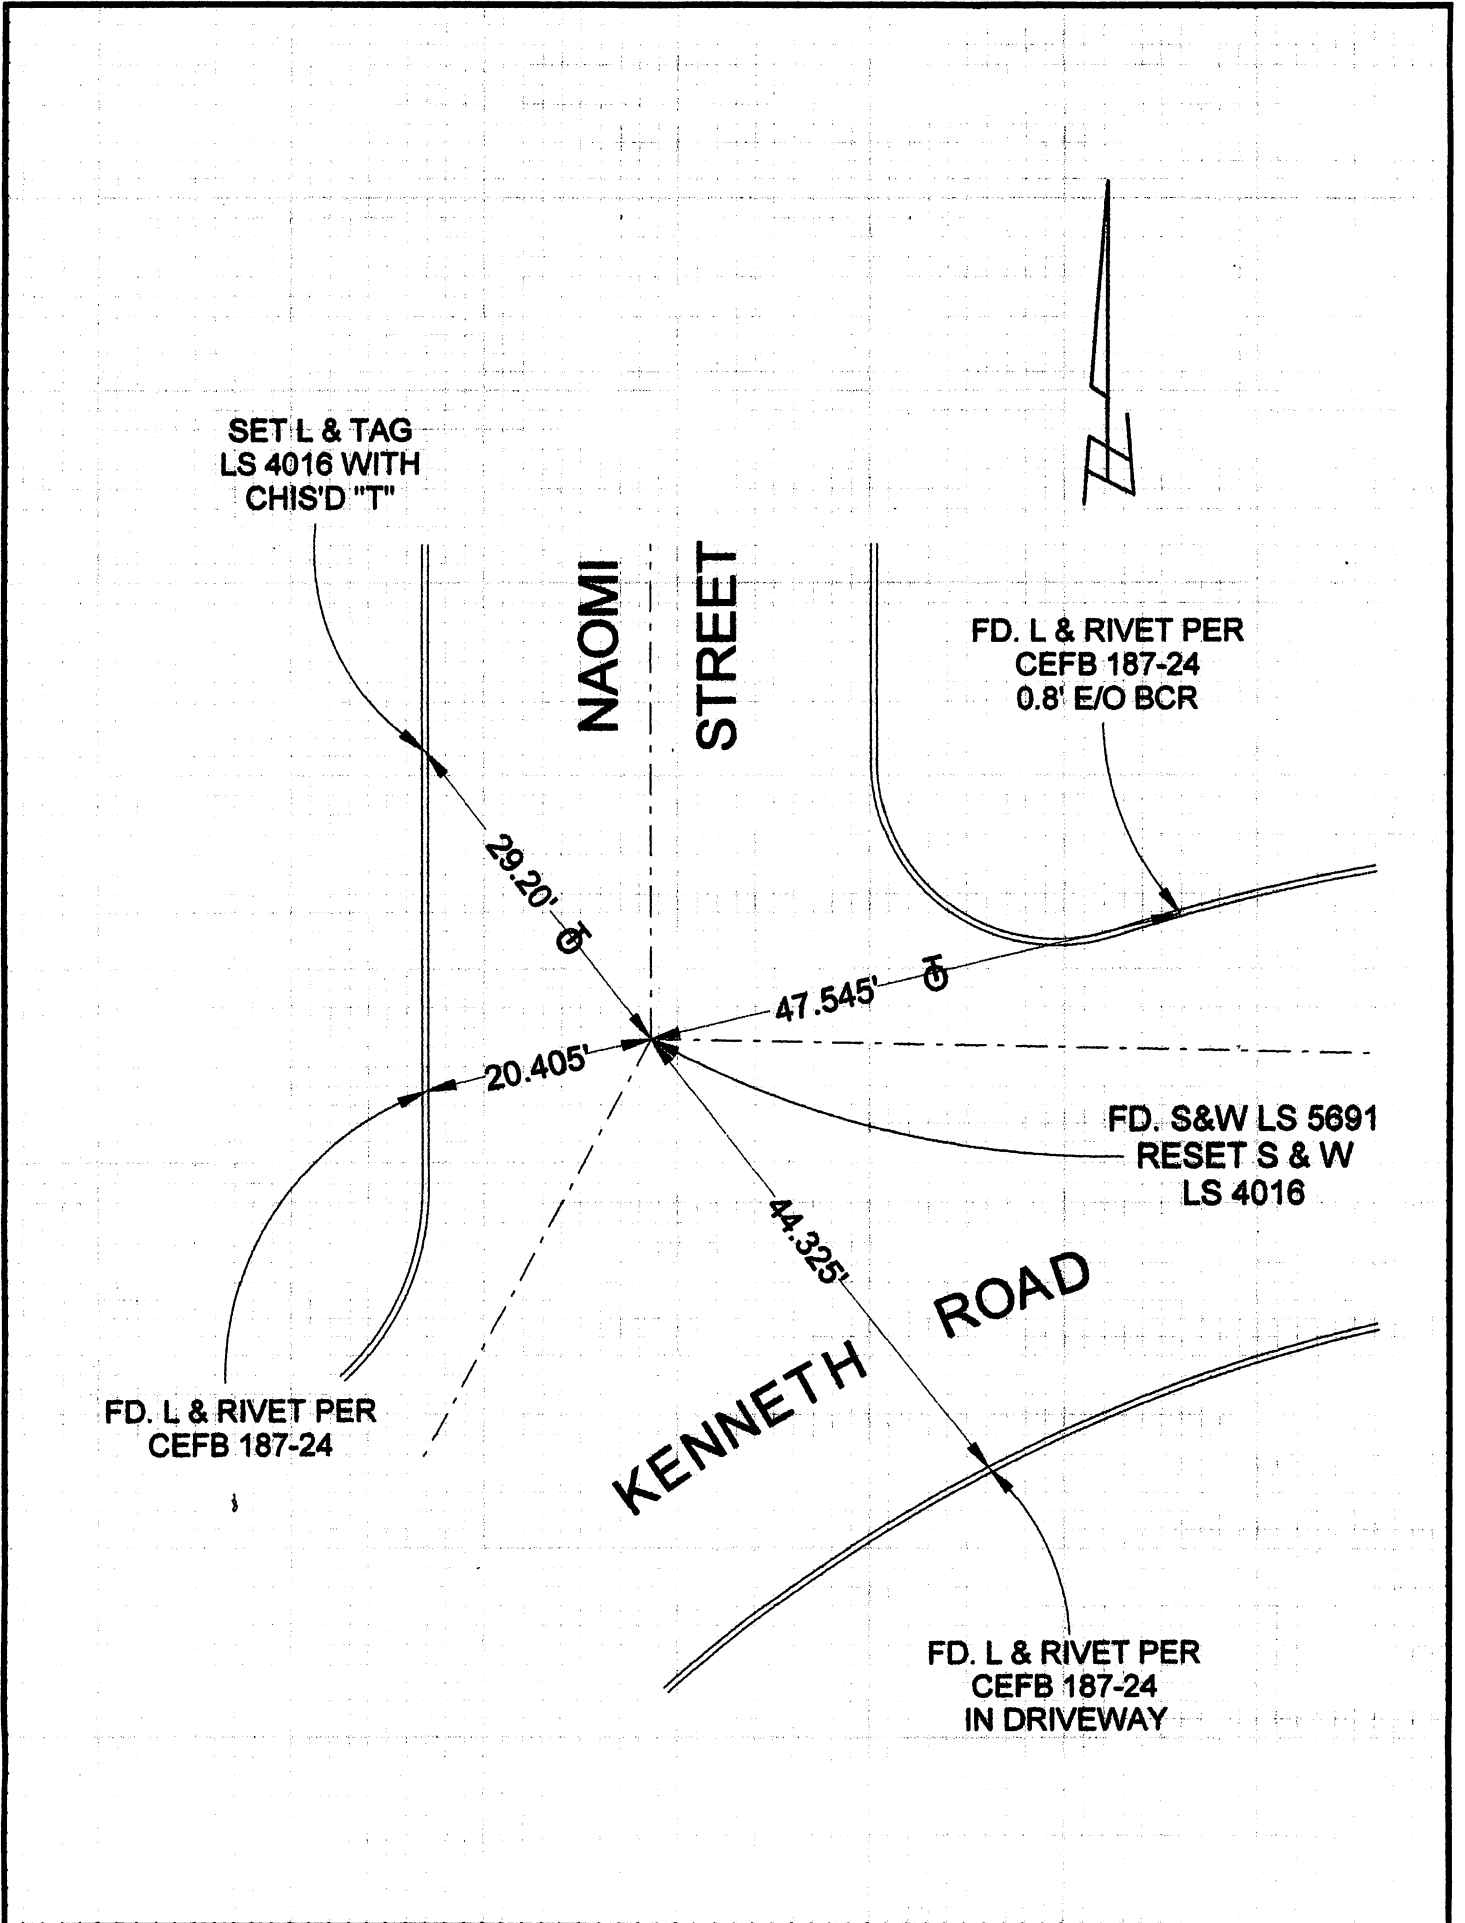 SET L & TAG
LS 4016 WITH
CHIS'D "T"
NAOMI
STREET
FD. L & RIVET PER
CEFB 187-24
0.8' E/O BCR
29.20'
47.545'
20.405'
FD. S&W LS 5691
RESET S & W
LS 4016
44.325'
KENNETH ROAD
FD. L & RIVET PER
CEFB 187-24
FD. L & RIVET PER
CEFB 187-24
IN DRIVEWAY